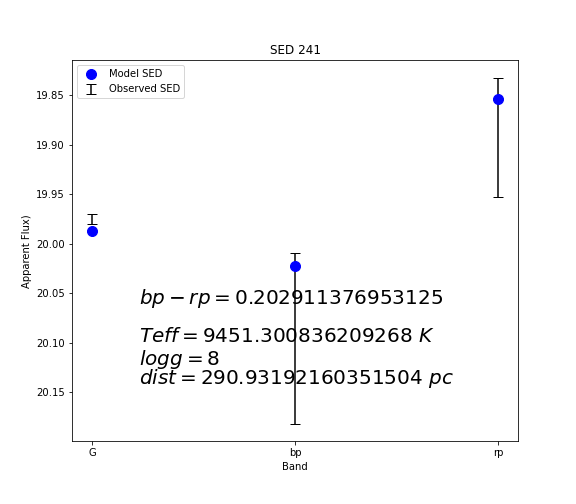 SED 241
Model SED
Observed SED
19.85
19.90
19.95
20.00
20.05
20.10
20.15
Apparent Flux)
bp − rp = 0.202911376953125
Teff = 9451.300836209268 K
logg = 8
dist = 290.93192160351504 pc
G bp rp
Band